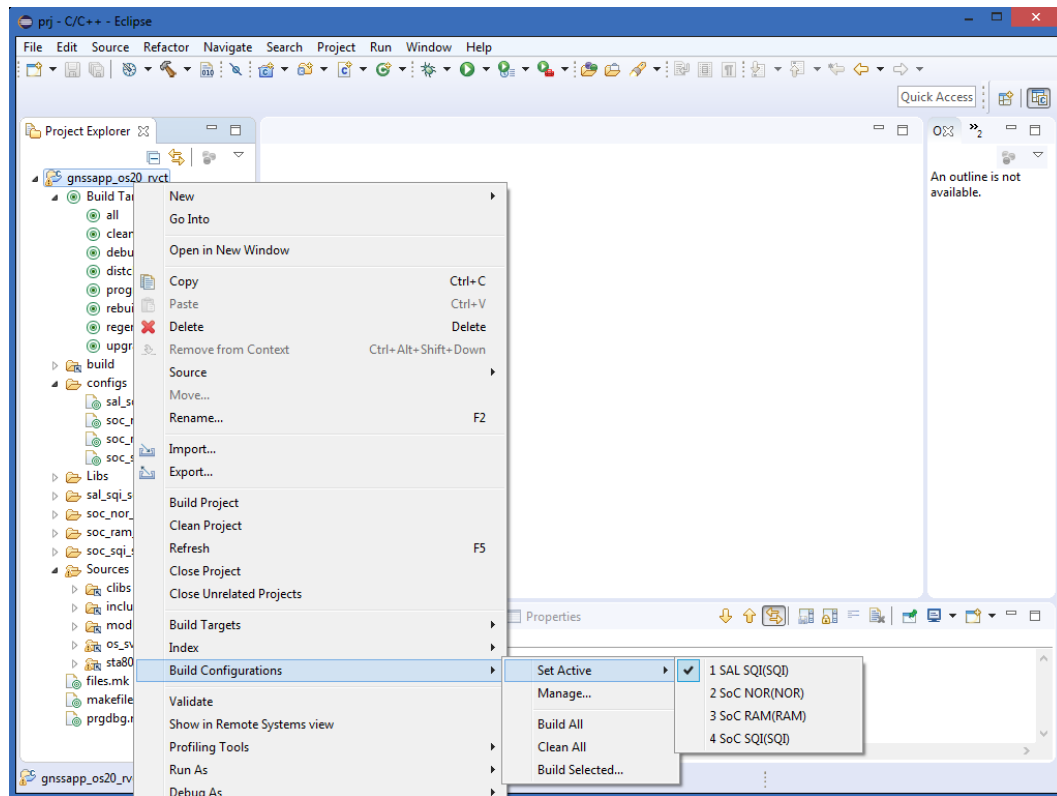 prj - C/C++ - Eclipse
File Edit Source Refactor Navigate Search Project Run Window Help
Quick Access
Project Explorer
2
An outline is not
available.
gnssapp_os20_rvct
Build Tar
all
clean
debu
distc
prog
rebui
regen
upgr
build
configs
sal_s
soc_
soc_
soc_s
Libs
sal_sqi_s
soc_nor_
soc_ram_
soc_sqi_s
Sources
clibs
inclu
mod
os_sv
sta80
files.mk
makefile
prgdbg.
New
Go Into
Open in New Window
Copy Ctrl+C
Paste Ctrl+V
Delete Delete
Remove from Context Ctrl+Alt+Shift+Down
Source
Move...
Rename... F2
Import...
Export...
Build Project
Clean Project
Refresh F5
Close Project
Close Unrelated Projects
Build Targets
Index
Build Configurations
Validate
Show in Remote Systems view
Profiling Tools
Run As
Debug As
Properties
Set Active
Manage...
Build All
Clean All
Build Selected...
1 SAL SQI(SQI)
2 SoC NOR(NOR)
3 SoC RAM(RAM)
4 SoC SQI(SQI)
gnssapp_os20_rv